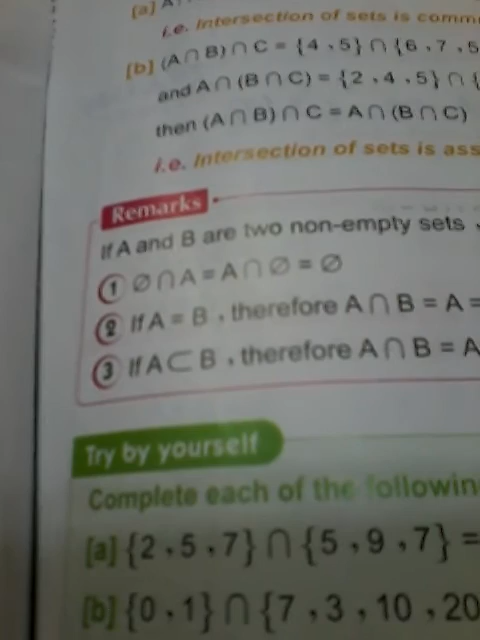 [a] A
i.e. Intersection of sets is comm
[b] (A ∩ B) ∩ C = {4 , 5} ∩ {6 , 7 , 5
and A ∩ (B ∩ C) = {2 , 4 , 5} ∩ {
then (A ∩ B) ∩ C = A ∩ (B ∩ C)
i.e. Intersection of sets is ass
Remarks
If A and B are two non-empty sets ,
1 ∅ ∩ A = A ∩ ∅ = ∅
2 If A = B , therefore A ∩ B = A =
3 If A ⊂ B , therefore A ∩ B = A
Try by yourself
Complete each of the followin
[a] {2 , 5 , 7} ∩ {5 , 9 , 7} =
[b] {0 , 1} ∩ {7 , 3 , 10 , 20